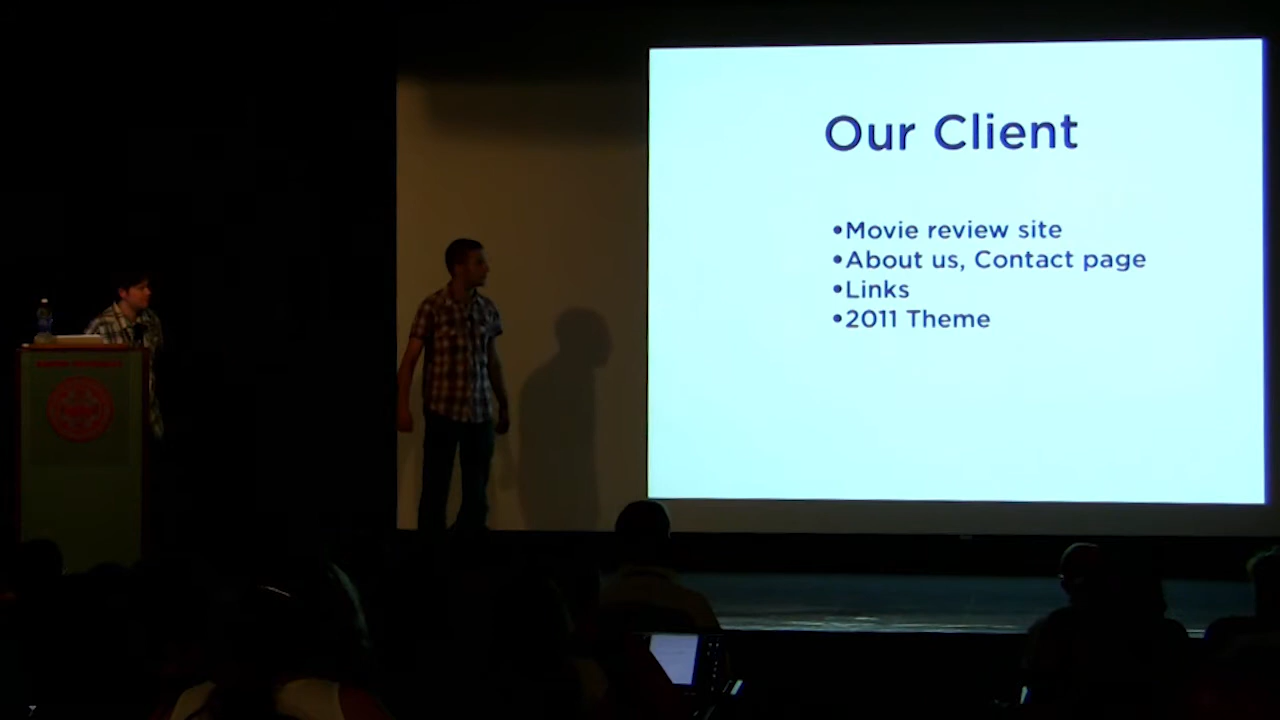 Our Client
•Movie review site
•About us, Contact page
•Links
•2011 Theme